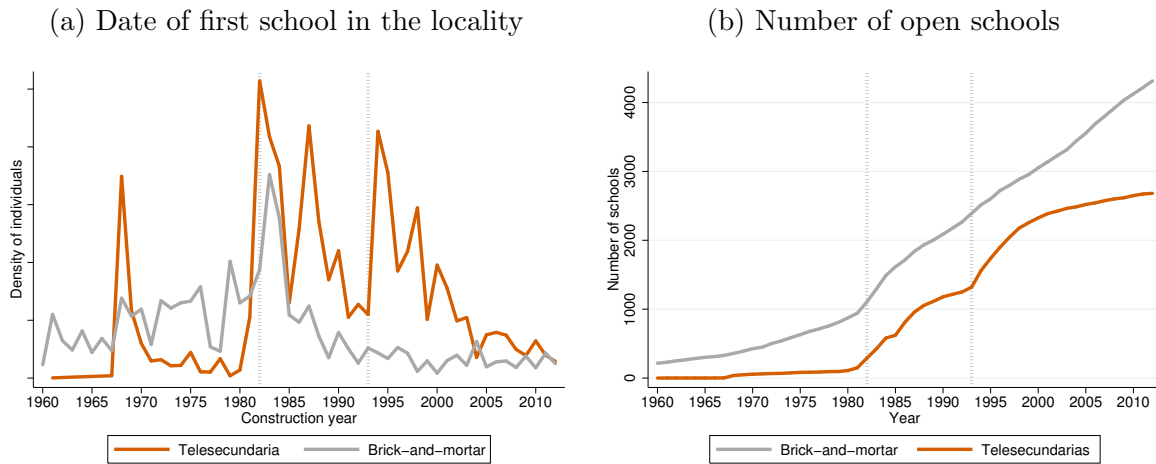 (a) Date of first school in the locality
Density of individuals
1960 1965 1970 1975 1980 1985 1990 1995 2000 2005 2010
Construction year
Telesecundaria Brick−and−mortar
(b) Number of open schools
Number of schools
4000
3000
2000
1000
0
1960 1965 1970 1975 1980 1985 1990 1995 2000 2005 2010
Year
Brick−and−mortar Telesecundarias